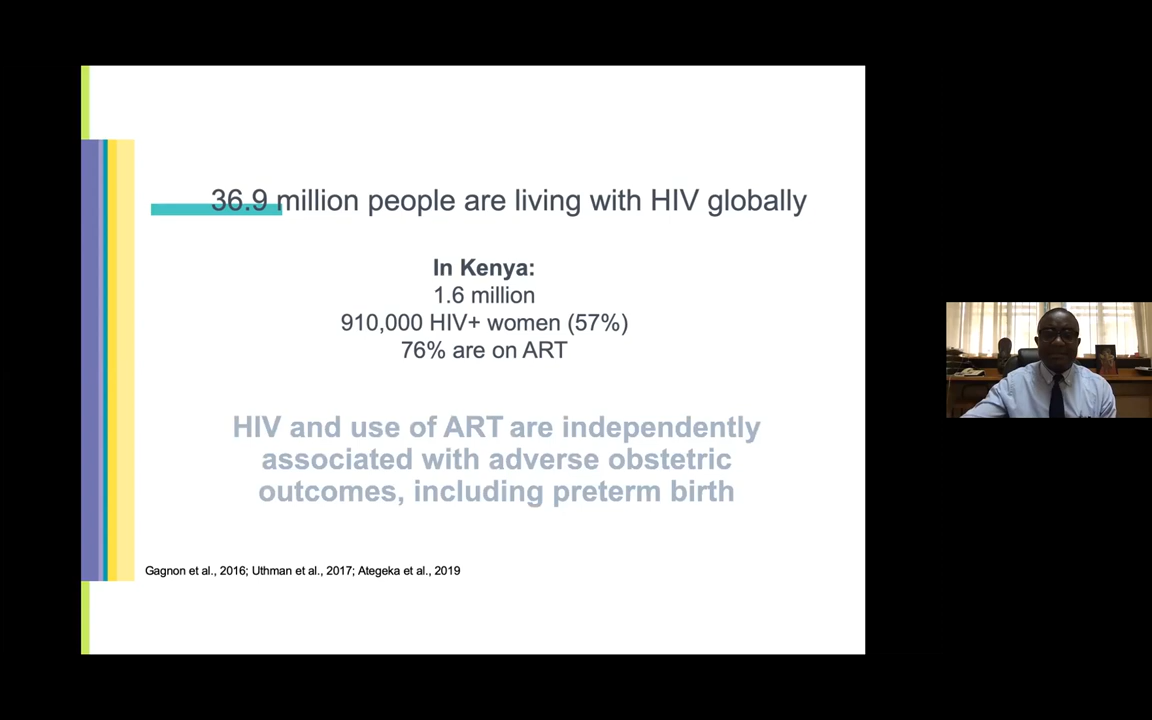 36.9 million people are living with HIV globally
In Kenya:
1.6 million
910,000 HIV+ women (57%)
76% are on ART
HIV and use of ART are independently
associated with adverse obstetric
outcomes, including preterm birth
Gagnon et al., 2016; Uthman et al., 2017; Ategeka et al., 2019